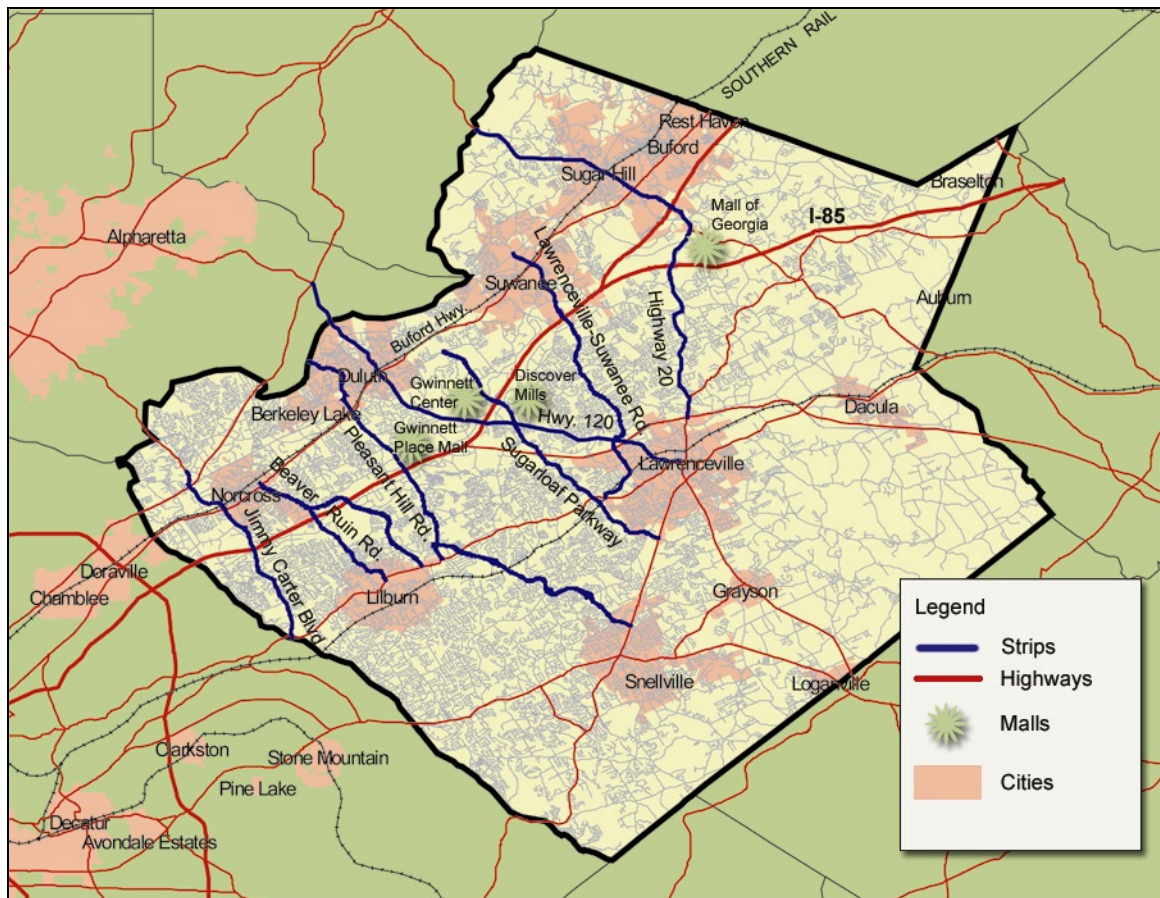 SOUTHERN RAIL
Rest Haven
Buford
Sugar Hill
Braselton
Mall of
Georgia
I-85
Alpharetta
Lawrenceville-Suwanee Rd
Suwanee
Highway 20
Auburn
Buford Hwy.
Duluth
Gwinnett
Center
Discover
Mills
Berkeley Lake
Hwy. 120
Dacula
Gwinnett
Place Mall
Pleasant Hill Rd.
Sugarloaf Parkway
Lawrenceville
Norcross
Beaver Ruin Rd
Jimmy Carter Blvd
Doraville
Chamblee
Lilburn
Grayson
Snellville
Loganville
Clarkston
Stone Mountain
Pine Lake
Decatur
Avondale Estates
Legend
Strips
Highways
Malls
Cities